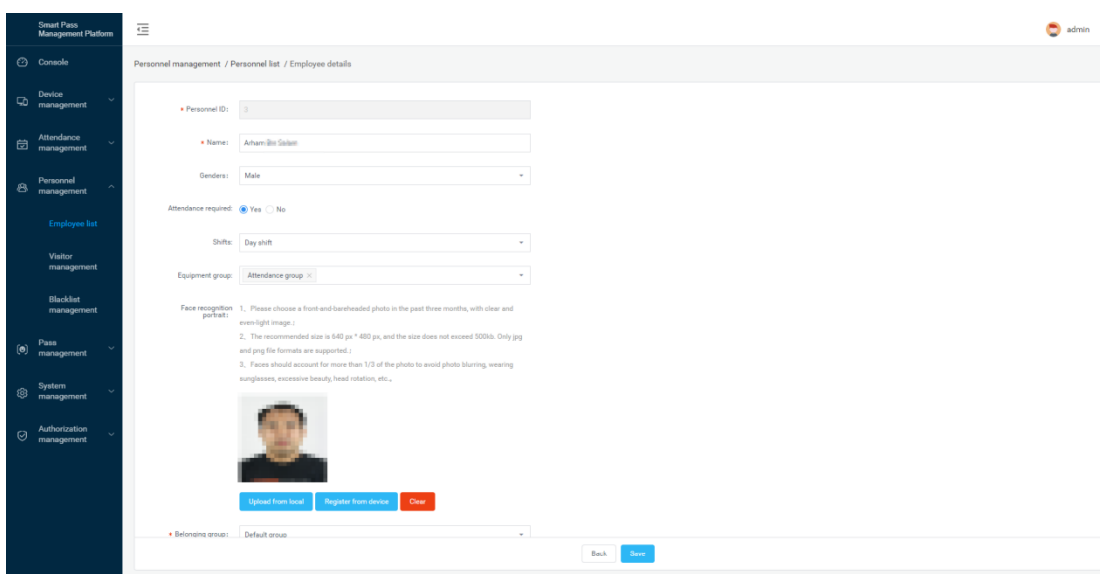 Smart Pass
Management Platform
admin
Console
Personnel management / Personnel list / Employee details
Device
management
* Personnel ID: 3
Attendance
management
* Name: Arham
Personnel
management
Genders: Male
Attendance required: Yes No
Employee list
Shifts: Day shift
Visitor
management
Equipment group: Attendance group ×
Blacklist
management
Face recognition
portrait:
1、Please choose a front-and-bareheaded photo in the past three months, with clear and
even-light image.;
2、The recommended size is 640 px * 480 px, and the size does not exceed 500kb. Only jpg
and png file formats are supported.;
3、Faces should account for more than 1/3 of the photo to avoid photo blurring, wearing
sunglasses, excessive beauty, head rotation, etc.。
Pass
management
System
management
Authorization
management
Upload from local Register from device Clear
* Belonging group: Default group
Back Save